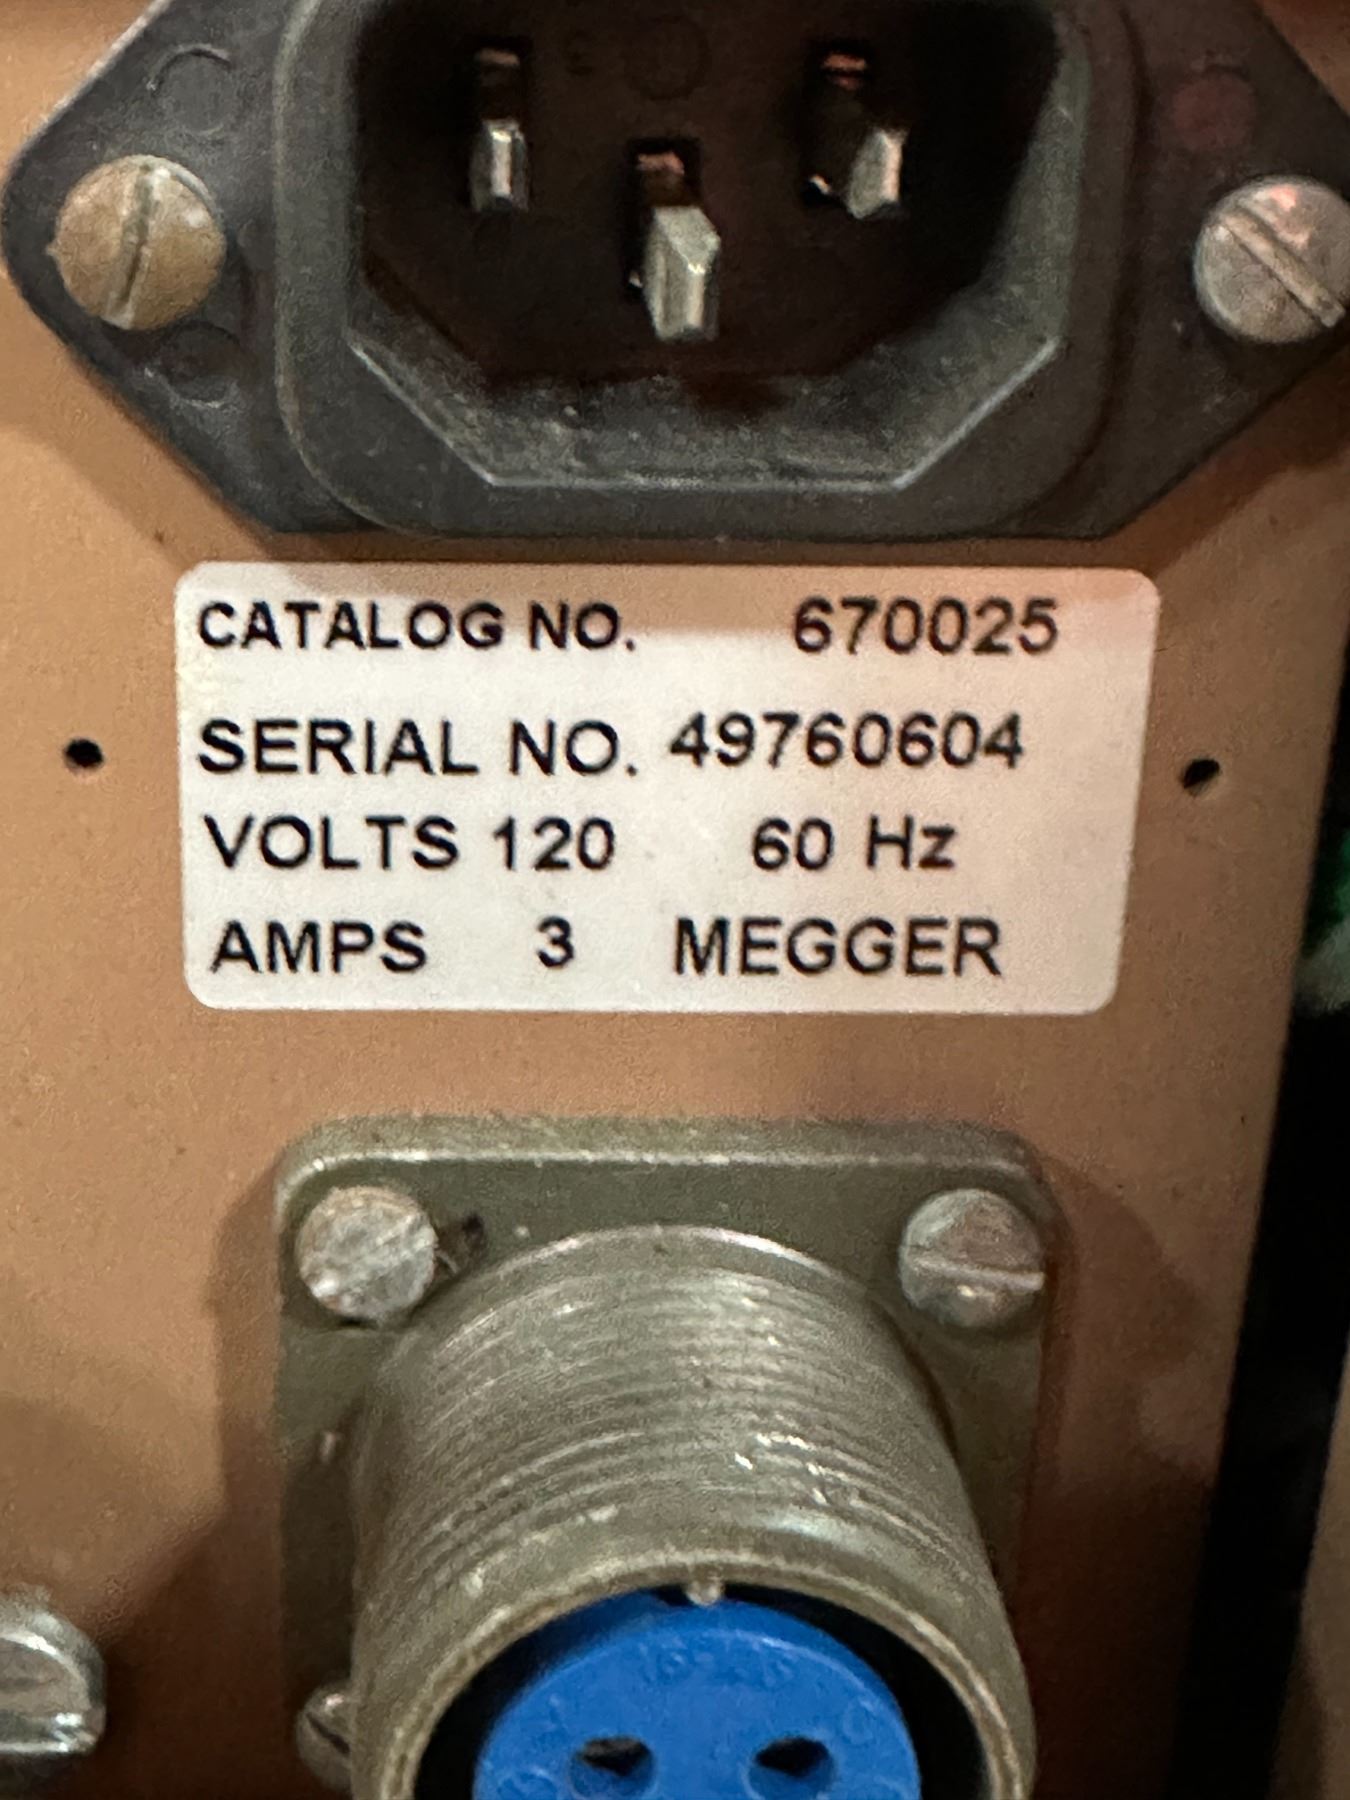 CATALOG NO. 670025
SERIAL NO. 49760604
VOLTS 120 60 Hz
AMPS 3 MEGGER